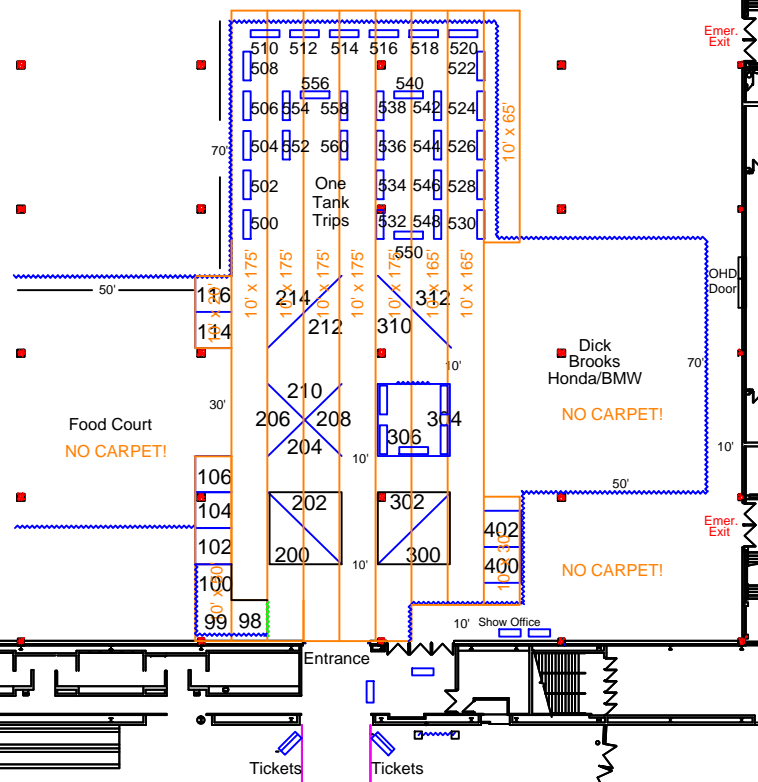 Emer.
Exit
510 512 514 516 518 520
508 522
556 540
506 554 558 538 542 524
10' x 65'
70'
504 552 560 536 544 526
One
Tank
Trips
502 534 546 528
500 532 548 530
550
10' x 175' 10' x 175' 10' x 175' 10' x 175' 10' x 175' 10' x 165' 10' x 165'
OHD
Door
50'
116 214 312
114 212 310
Dick
Brooks
Honda/BMW
70'
10'
210
30' 206 208 304
NO CARPET!
Food Court
204 306
NO CARPET!
10'
10'
106
50'
104 202 302
402
Emer.
Exit
102 200 300
10'
400
10' x 30'
NO CARPET!
100
99 98
10' Show Office
Entrance
Tickets Tickets